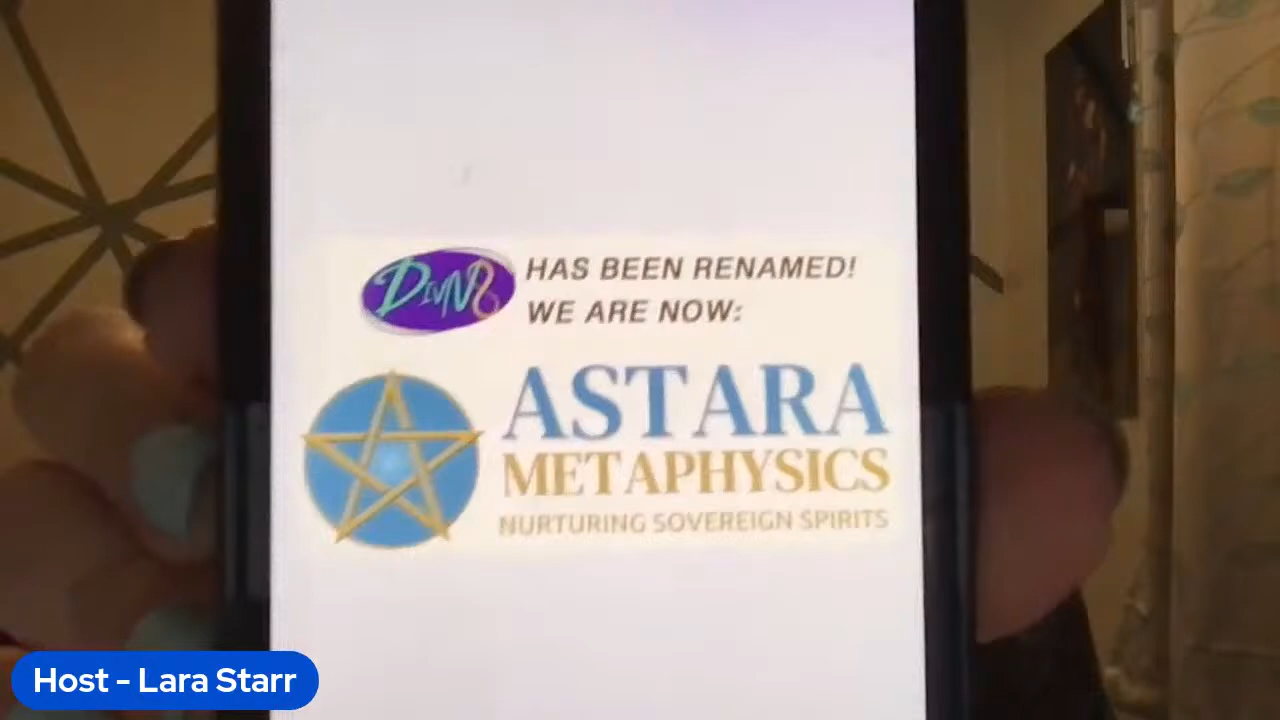 HAS BEEN RENAMED!
WE ARE NOW:
ASTARA
METAPHYSICS
NURTURING SOVEREIGN SPIRITS
Host - Lara Starr